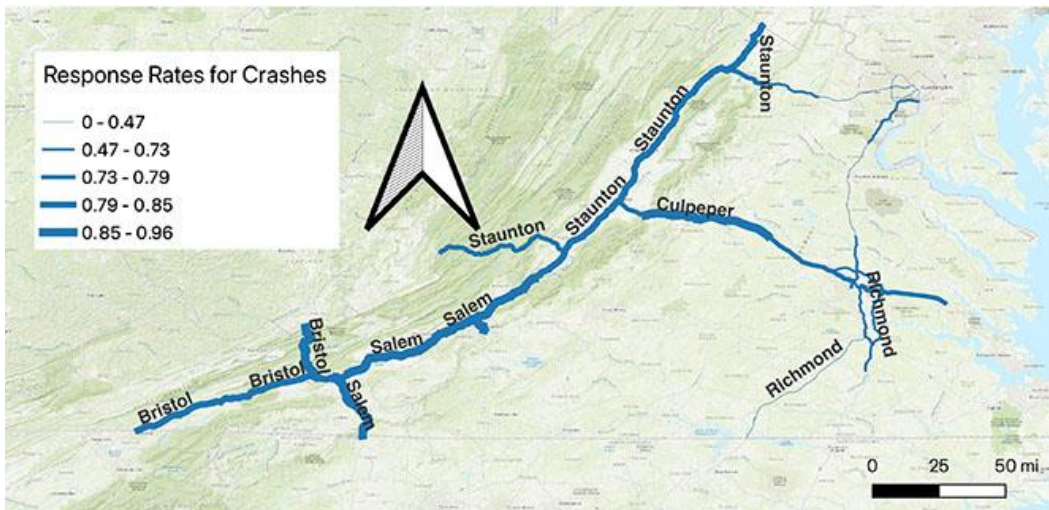 Response Rates for Crashes
0 - 0.47
0.47 - 0.73
0.73 - 0.79
0.79 - 0.85
0.85 - 0.96
Staunton
Staunton
Staunton
Culpeper
Staunton
Richmond
Salem
Bristol
Salem
Richmond
Bristol
Salem
Bristol
0 25 50 mi